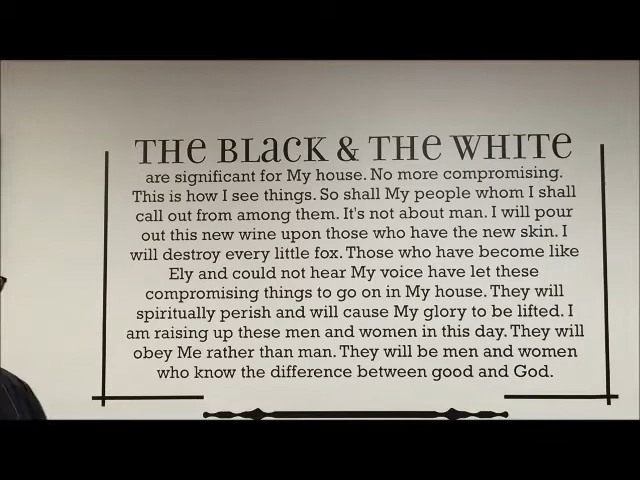 THE BLACK & THE WHITE
are significant for My house. No more compromising.
This is how I see things. So shall My people whom I shall
call out from among them. It's not about man. I will pour
out this new wine upon those who have the new skin. I
will destroy every little fox. Those who have become like
Ely and could not hear My voice have let these
compromising things to go on in My house. They will
spiritually perish and will cause My glory to be lifted. I
am raising up these men and women in this day. They will
obey Me rather than man. They will be men and women
who know the difference between good and God.